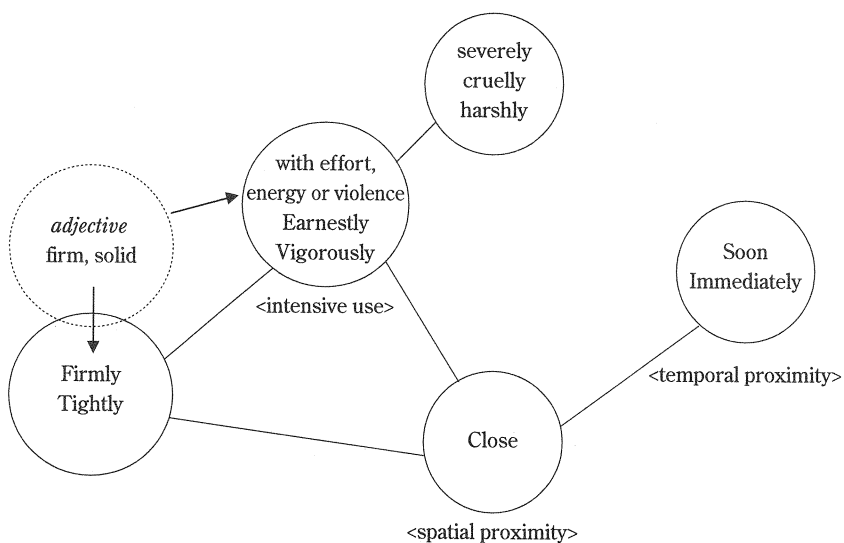 severely
cruelly
harshly
with effort,
energy or violence
Earnestly
Vigorously
<intensive use>
adjective
firm, solid
Firmly
Tightly
Soon
Immediately
<temporal proximity>
Close
<spatial proximity>